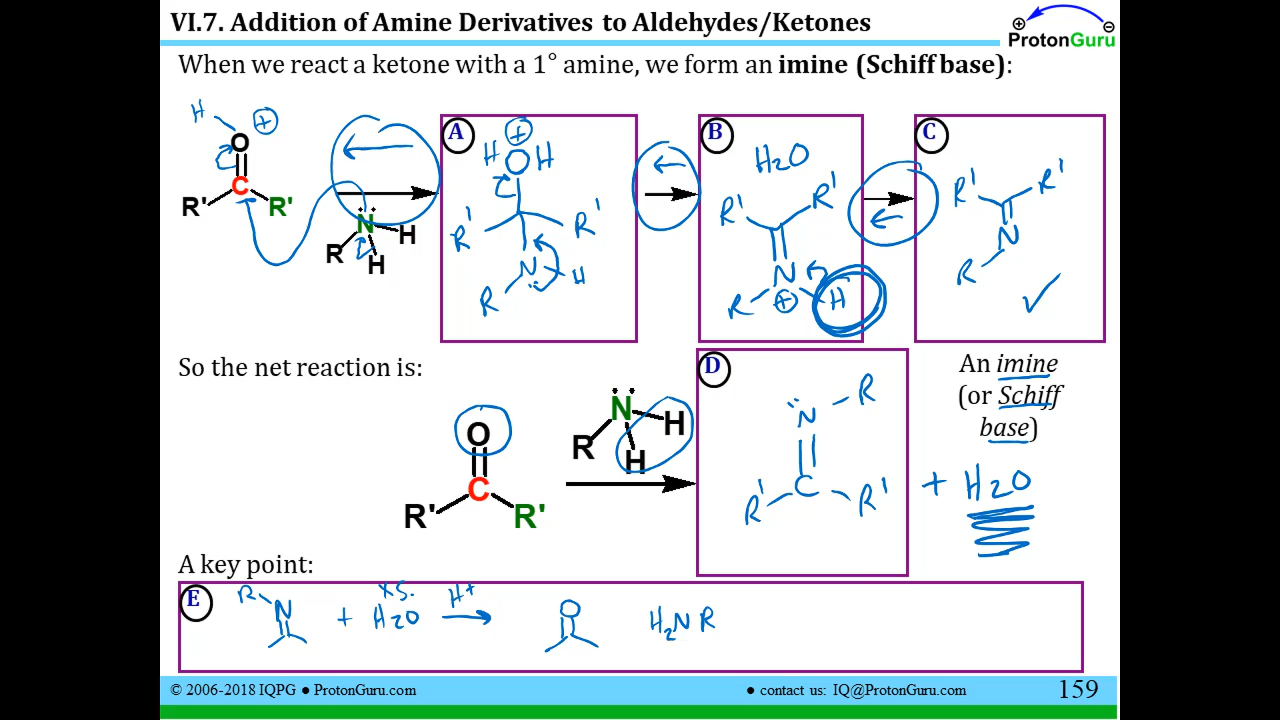 VI.7. Addition of Amine Derivatives to Aldehydes/Ketones
ProtonGuru
When we react a ketone with a 1° amine, we form an imine (Schiff base):
H
⊕
O
C
R' R'
N
R H
H
A
⊕
H O H
R' R'
N H
R
B
H2O
R' R'
N
R ⊕ H
C
R' R'
N
R
So the net reaction is:
O
C
R' R'
N
R H
H
D
N R
C
R' R'
An imine
(or Schiff
base)
+ H2O
A key point:
E
R N + xs. H2O H+ O H2NR
© 2006-2018 IQPG ● ProtonGuru.com
● contact us: IQ@ProtonGuru.com
159